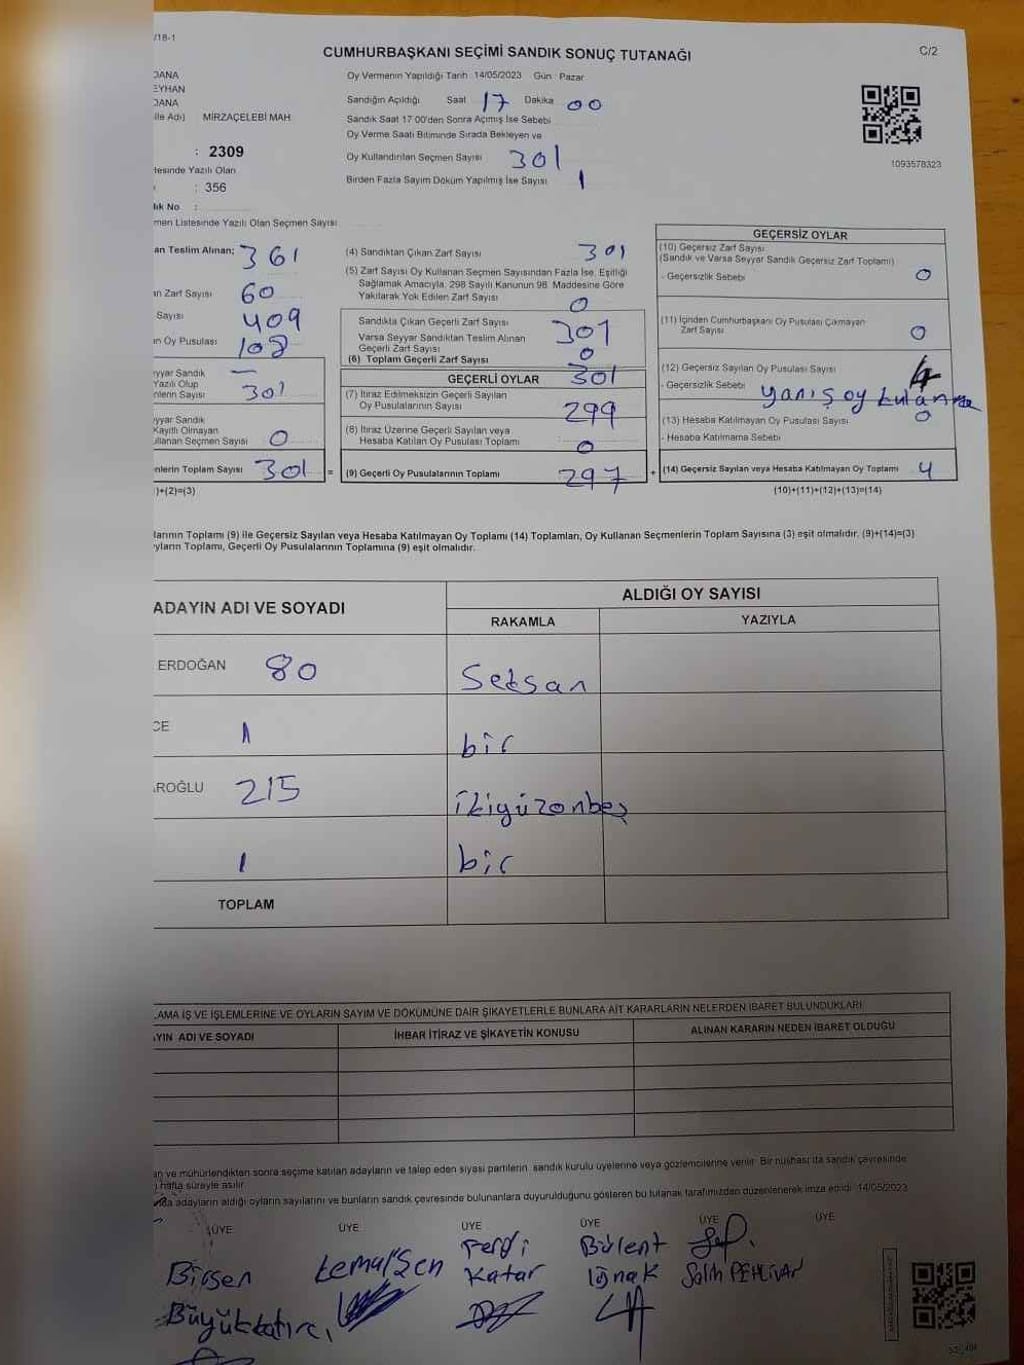 /18-1
CUMHURBAŞKANI SEÇİMİ SANDIK SONUÇ TUTANAĞI
C/2
DANA
EYHAN
DANA
lle Adı) MİRZAÇELEBİ MAH
: 2309
tesinde Yazılı Olan
: 356
lık No :
Oy Vermenin Yapıldığı Tarih 14/05/2023 Gün Pazar
Sandığın Açıldığı Saat 17 Dakika 00
Sandık Saat 17 00'den Sonra Açımış İse Sebebi
Oy Verme Saati Bitiminde Sırada Bekleyen ve
Oy Kullandırılan Seçmen Sayısı 301
Birden Fazla Sayım Döküm Yapılmış İse Sayısı 1
1093578323
men Listesinde Yazılı Olan Seçmen Sayısı
an Teslim Alınan; 361
ın Zarf Sayısı 60
Sayısı 409
ın Oy Pusulası 108
yyar Sandık —
Yazılı Olup
nlerin Sayısı 301
yyar Sandık
Kayıtlı Olmayan
ullanan Seçmen Sayısı 0
nlerin Toplam Sayısı 301 =
)+(2)=(3)
(4) Sandıktan Çıkan Zarf Sayısı 301
(5) Zarf Sayısı Oy Kullanan Seçmen Sayısından Fazla İse, Eşitliği
Sağlamak Amacıyla, 298 Sayılı Kanunun 98. Maddesine Göre
Yakılarak Yok Edilen Zarf Sayısı 0
Sandıkta Çıkan Geçerli Zarf Sayısı 301
Varsa Seyyar Sandıktan Teslim Alınan
Geçerli Zarf Sayısı 0
(6) Toplam Geçerli Zarf Sayısı 301
GEÇERLİ OYLAR
(7) İtiraz Edilmeksizin Geçerli Sayılan
Oy Pusulalarının Sayısı 299
(8) İtiraz Üzerine Geçerli Sayılan veya
Hesaba Katılan Oy Pusulası Toplamı 0
(9) Geçerli Oy Pusulalarının Toplamı 297 +
GEÇERSİZ OYLAR
(10) Geçersiz Zarf Sayısı
(Sandık ve Varsa Seyyar Sandık Geçersiz Zarf Toplamı)
- Geçersizlik Sebebi 0
(11) İçinden Cumhurbaşkanı Oy Pusulası Çıkmayan
Zarf Sayısı 0
(12) Geçersiz Sayılan Oy Pusulası Sayısı 4
- Geçersizlik Sebebi yanış oy kulanma
(13) Hesaba Katılmayan Oy Pusulası Sayısı 0
- Hesaba Katılmama Sebebi
(14) Geçersiz Sayılan veya Hesaba Katılmayan Oy Toplamı 4
(10)+(11)+(12)+(13)=(14)
larının Toplamı (9) ile Geçersiz Sayılan veya Hesaba Katılmayan Oy Toplamı (14) Toplamları, Oy Kullanan Seçmenlerin Toplam Sayısına (3) eşit olmalıdır. (9)+(14)=(3)
yların Toplamı, Geçerli Oy Pusulalarının Toplamına (9) eşit olmalıdır.
ADAYIN ADI VE SOYADI
ALDIĞI OY SAYISI
RAKAMLA YAZIYLA
ERDOĞAN 80 Seksan
CE 1 bir
AROĞLU 215 ikiyüzonbeş
1 bir
TOPLAM
AMA İŞ VE İŞLEMLERİNE VE OYLARIN SAYIM VE DÖKÜMÜNE DAİR ŞİKAYETLERLE BUNLARA AİT KARARLARIN NELERDEN İBARET BULUNDUKLARI
YIN ADI VE SOYADI İHBAR İTİRAZ VE ŞİKAYETİN KONUSU ALINAN KARARIN NEDEN İBARET OLDUĞU
an ve mühürlendikten sonra seçime katılan adayların ve talep eden siyasi partilerin sandık kurulu üyelerine veya gözlemcilerine verilir. Bir nüshası da sandık çevresinde
hafta süreyle asılır.
adayların aldığı oyların sayılarını ve bunların sandık çevresinde bulunanlara duyurulduğunu gösteren bu tutanak tarafımızdan düzenlenerek imza edildi. 14/05/2023
ÜYE ÜYE ÜYE ÜYE ÜYE ÜYE
Birsen Kemal Şen Ferdi Bülent
Büyükkatırcı Katar Salih PEHLİVAN